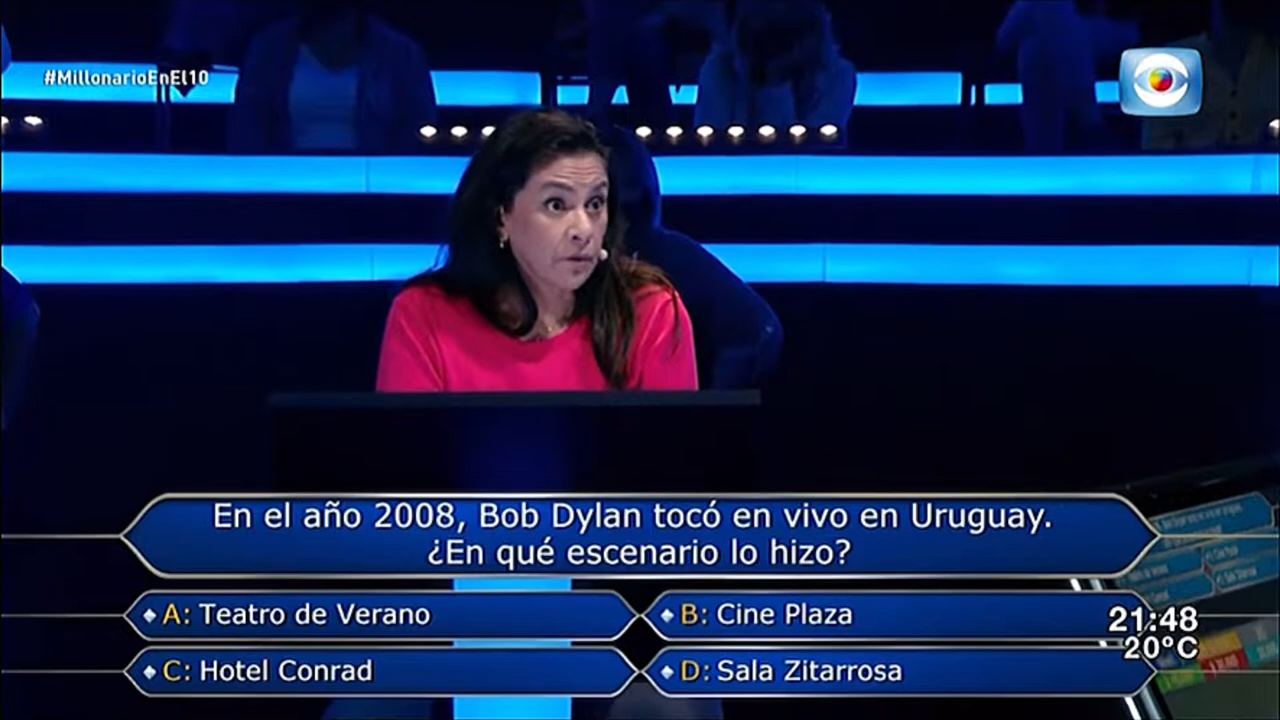 #MillonarioEnEl10
En el año 2008, Bob Dylan tocó en vivo en Uruguay.
¿En qué escenario lo hizo?
A: Teatro de Verano
B: Cine Plaza
C: Hotel Conrad
D: Sala Zitarrosa
21:48
20°C